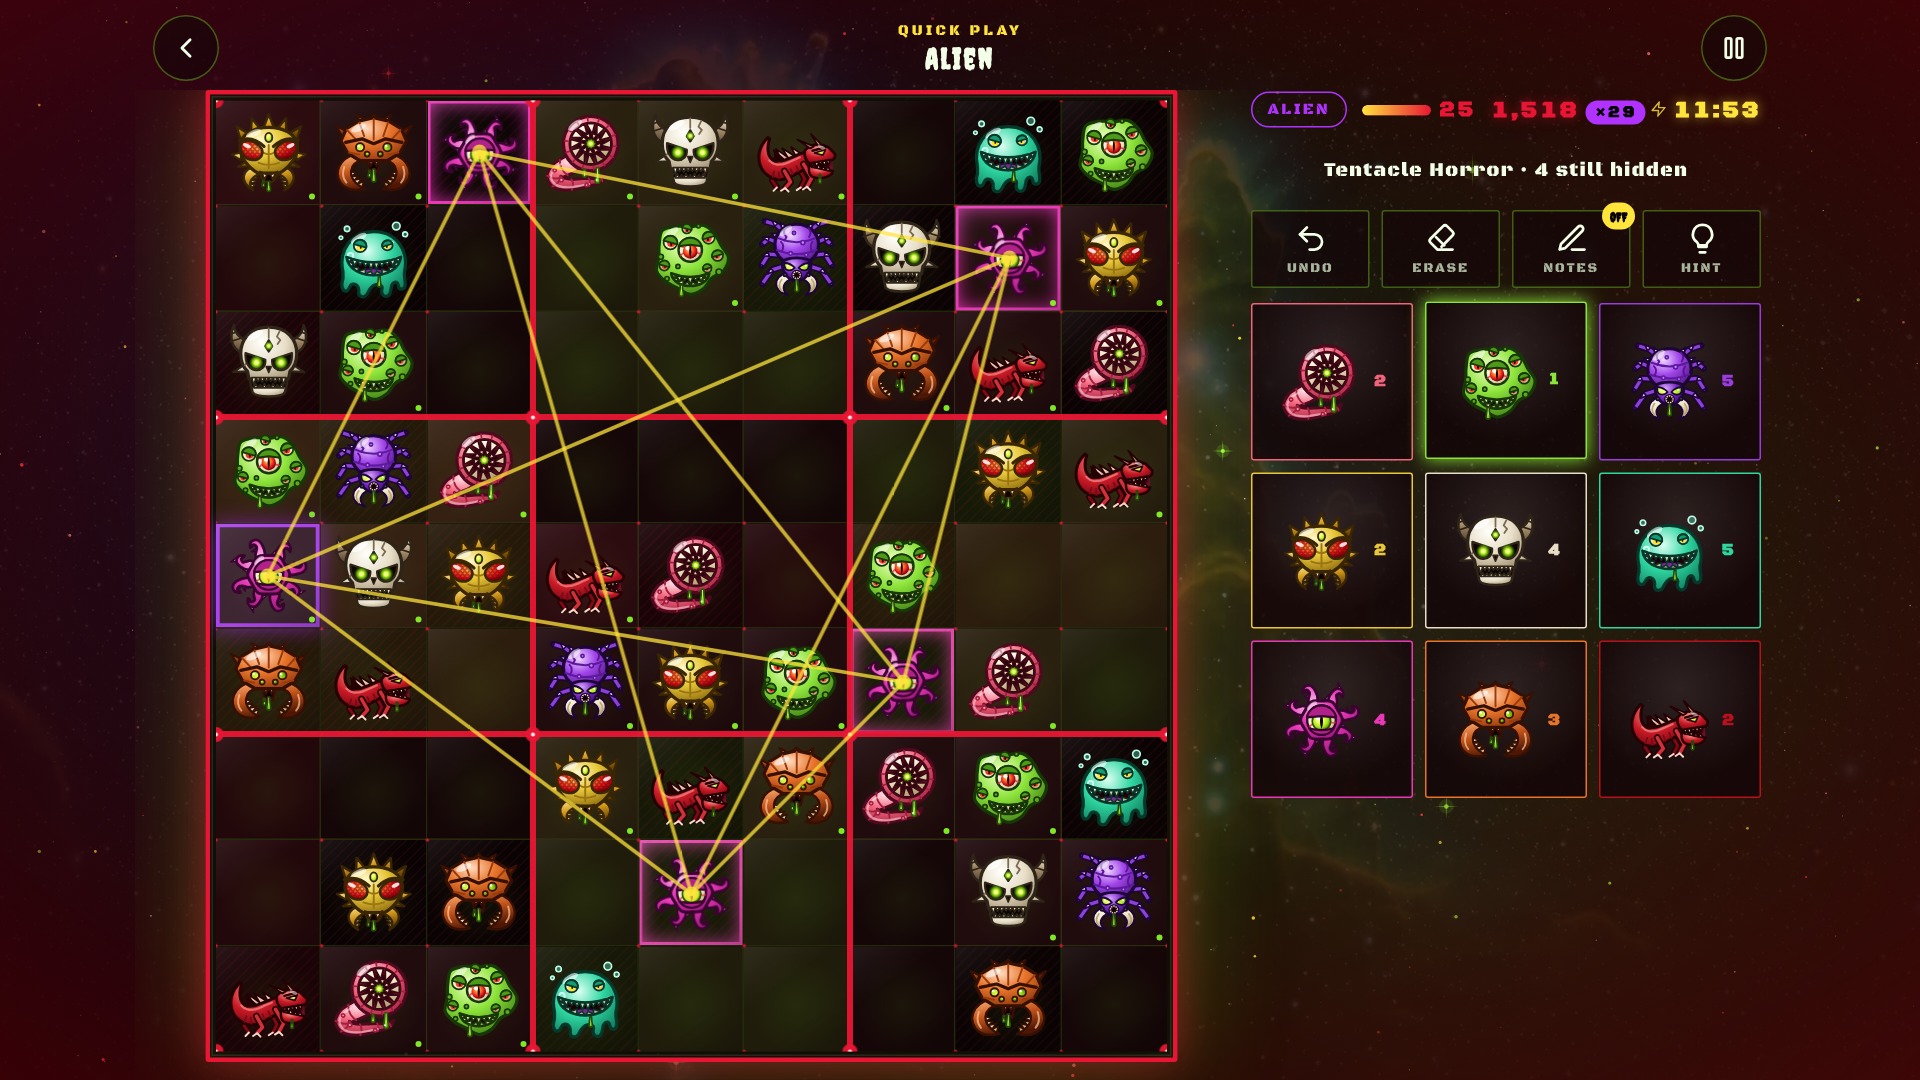 QUICK PLAY
ALIEN
ALIEN
25
1,518
×29
11:53
Tentacle Horror · 4 still hidden
OFF
UNDO
ERASE
NOTES
HINT
2
1
5
2
4
5
4
3
2